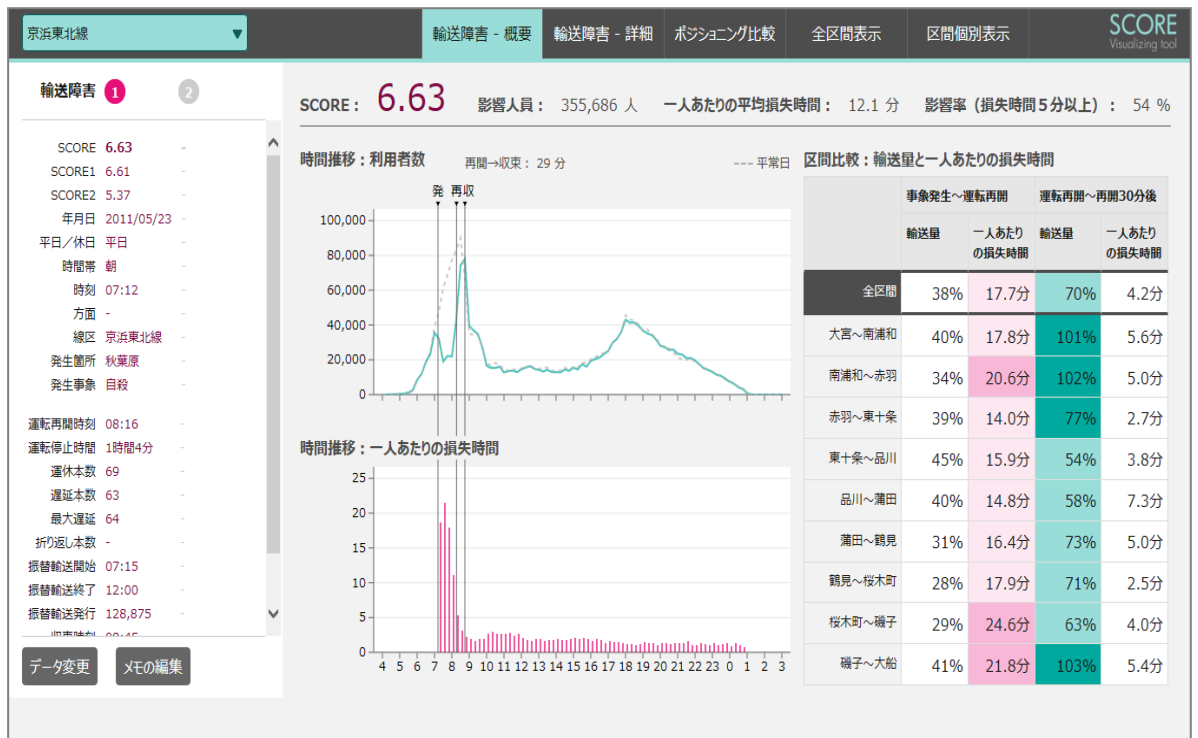 京浜東北線 ▼
輸送障害 - 概要
輸送障害 - 詳細
ポジショニング比較
全区間表示
区間個別表示
SCORE
Visualizing tool
輸送障害 1 2
SCORE 6.63 -
SCORE1 6.61 -
SCORE2 5.37 -
年月日 2011/05/23 -
平日/休日 平日 -
時間帯 朝 -
時刻 07:12 -
方面 - -
線区 京浜東北線 -
発生箇所 秋葉原 -
発生事象 自殺 -
運転再開時刻 08:16 -
運転停止時間 1時間4分 -
運休本数 69 -
遅延本数 63 -
最大遅延 64 -
折り返し本数 - -
振替輸送開始 07:15 -
振替輸送終了 12:00 -
振替輸送発行 128,875 -
データ変更
メモの編集
SCORE : 6.63 影響人員 : 355,686 人 一人あたりの平均損失時間 : 12.1 分 影響率(損失時間5分以上) : 54 %
時間推移:利用者数
再開→収束: 29 分
--- 平常日
発 再 収
100,000
80,000
60,000
40,000
20,000
0
時間推移:一人あたりの損失時間
25
20
15
10
5
0
4 5 6 7 8 9 10 11 12 13 14 15 16 17 18 19 20 21 22 23 0 1 2 3
区間比較:輸送量と一人あたりの損失時間
事象発生~運転再開 運転再開~再開30分後
輸送量 一人あたりの損失時間 輸送量 一人あたりの損失時間
全区間 38% 17.7分 70% 4.2分
大宮~南浦和 40% 17.8分 101% 5.6分
南浦和~赤羽 34% 20.6分 102% 5.0分
赤羽~東十条 39% 14.0分 77% 2.7分
東十条~品川 45% 15.9分 54% 3.8分
品川~蒲田 40% 14.8分 58% 7.3分
蒲田~鶴見 31% 16.4分 73% 5.0分
鶴見~桜木町 28% 17.9分 71% 2.5分
桜木町~磯子 29% 24.6分 63% 4.0分
磯子~大船 41% 21.8分 103% 5.4分